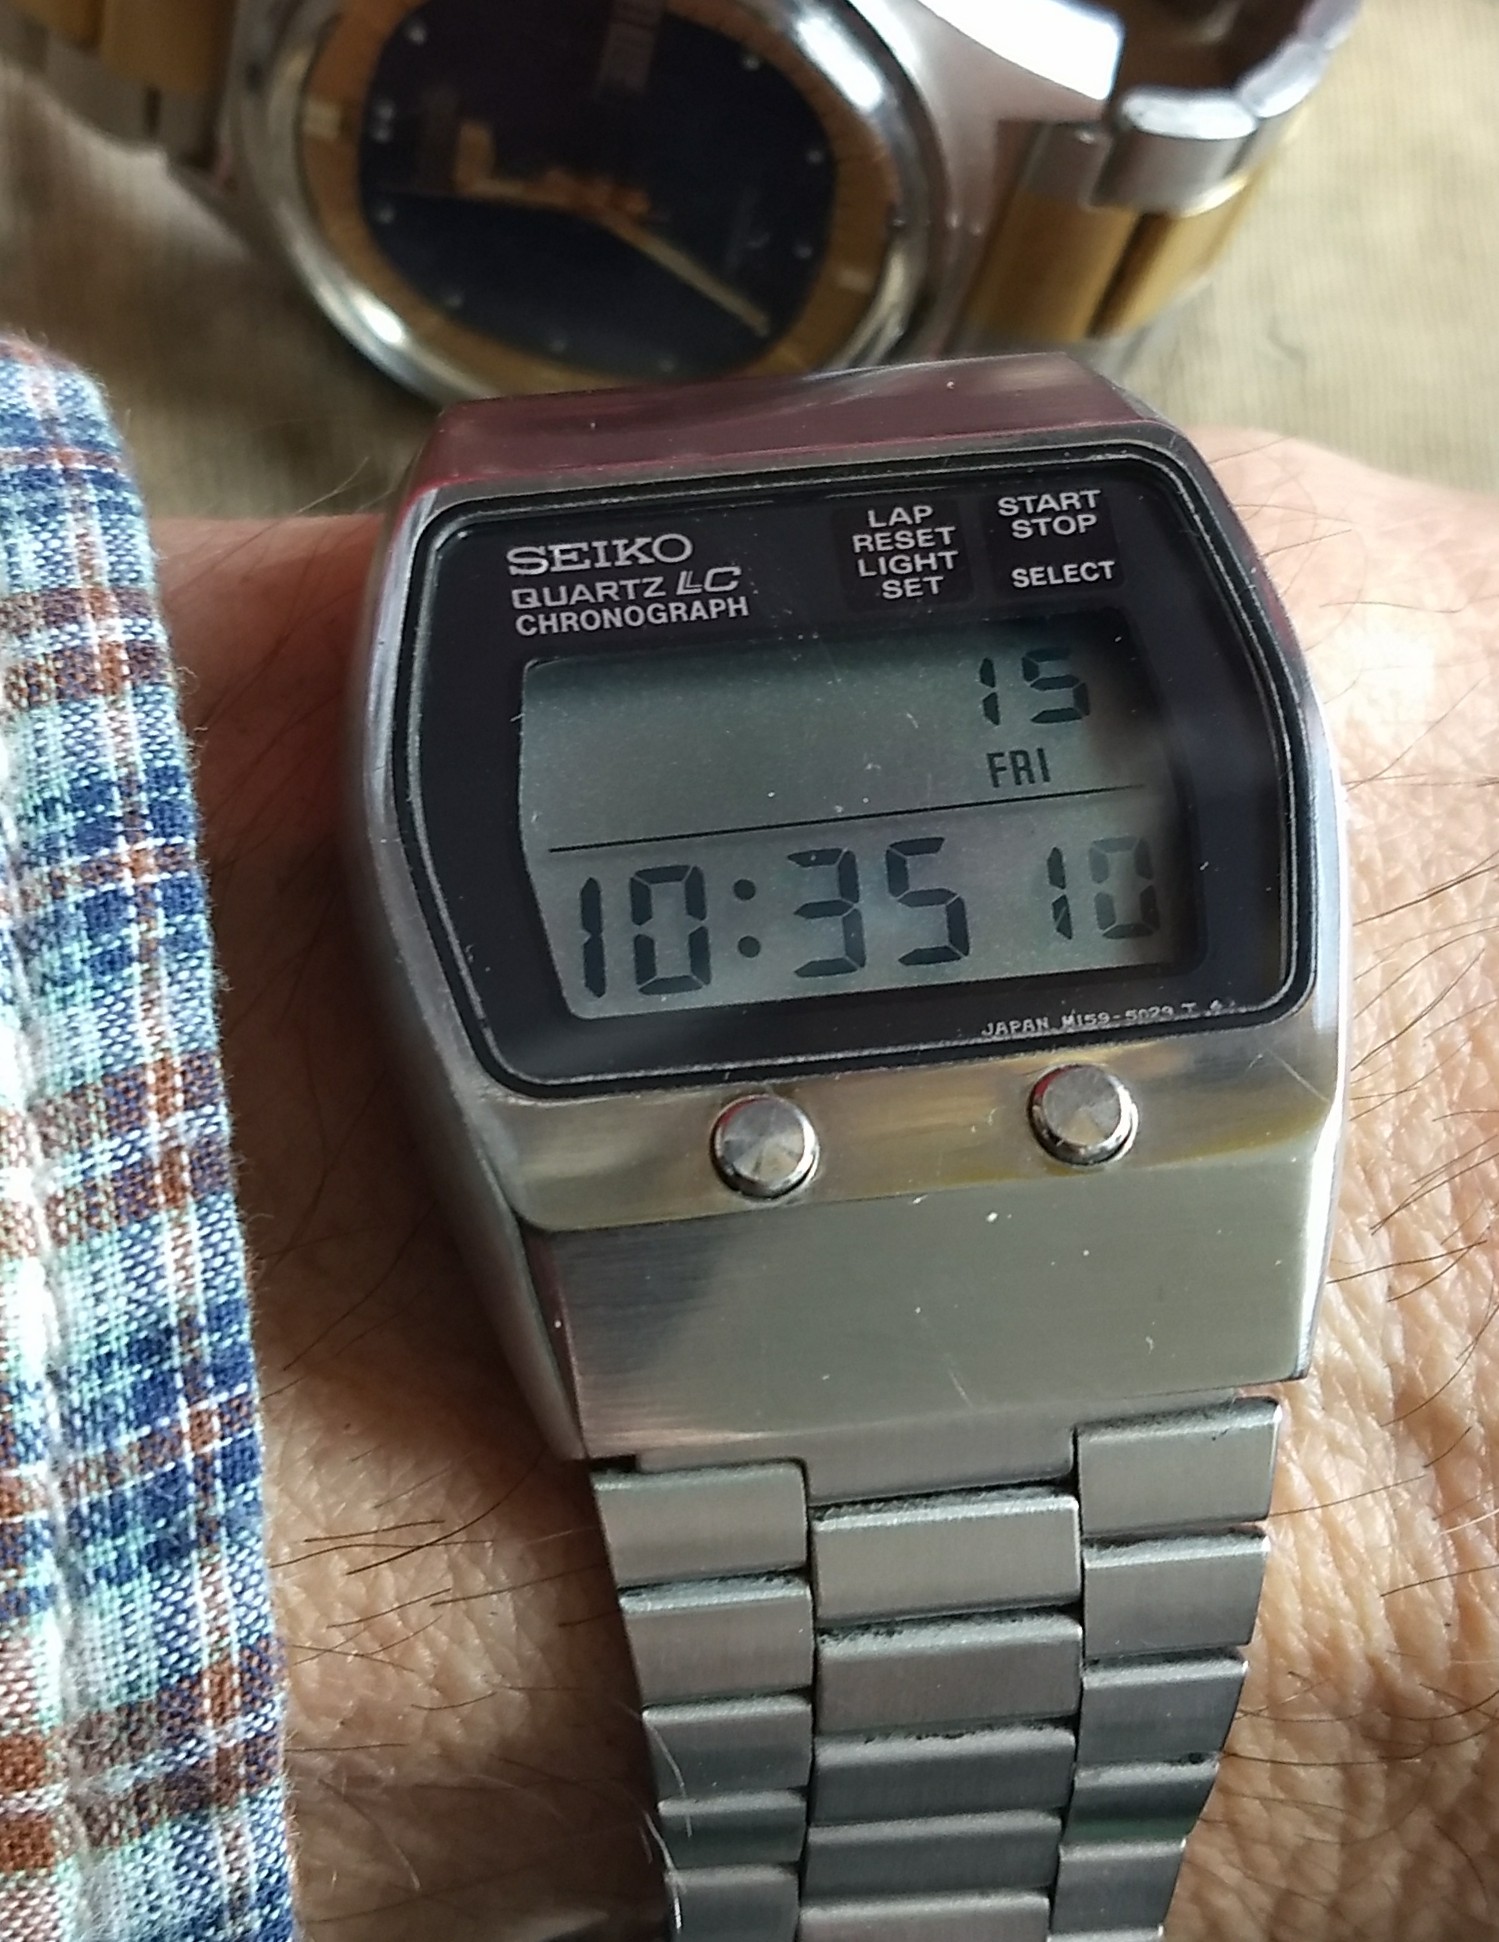 SEIKO
QUARTZ LC
CHRONOGRAPH
LAP
RESET
LIGHT
SET
START
STOP
SELECT
15
FRI
10:35 10
JAPAN M159-5029 T